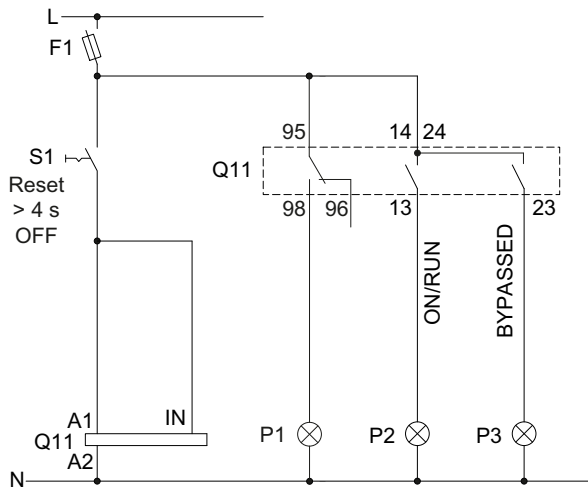 L
F1
95
14 24
S1
Q11
Reset
> 4 s
OFF
98 96
13
23
ON/RUN
BYPASSED
A1
IN
Q11
A2
P1
P2
P3
N